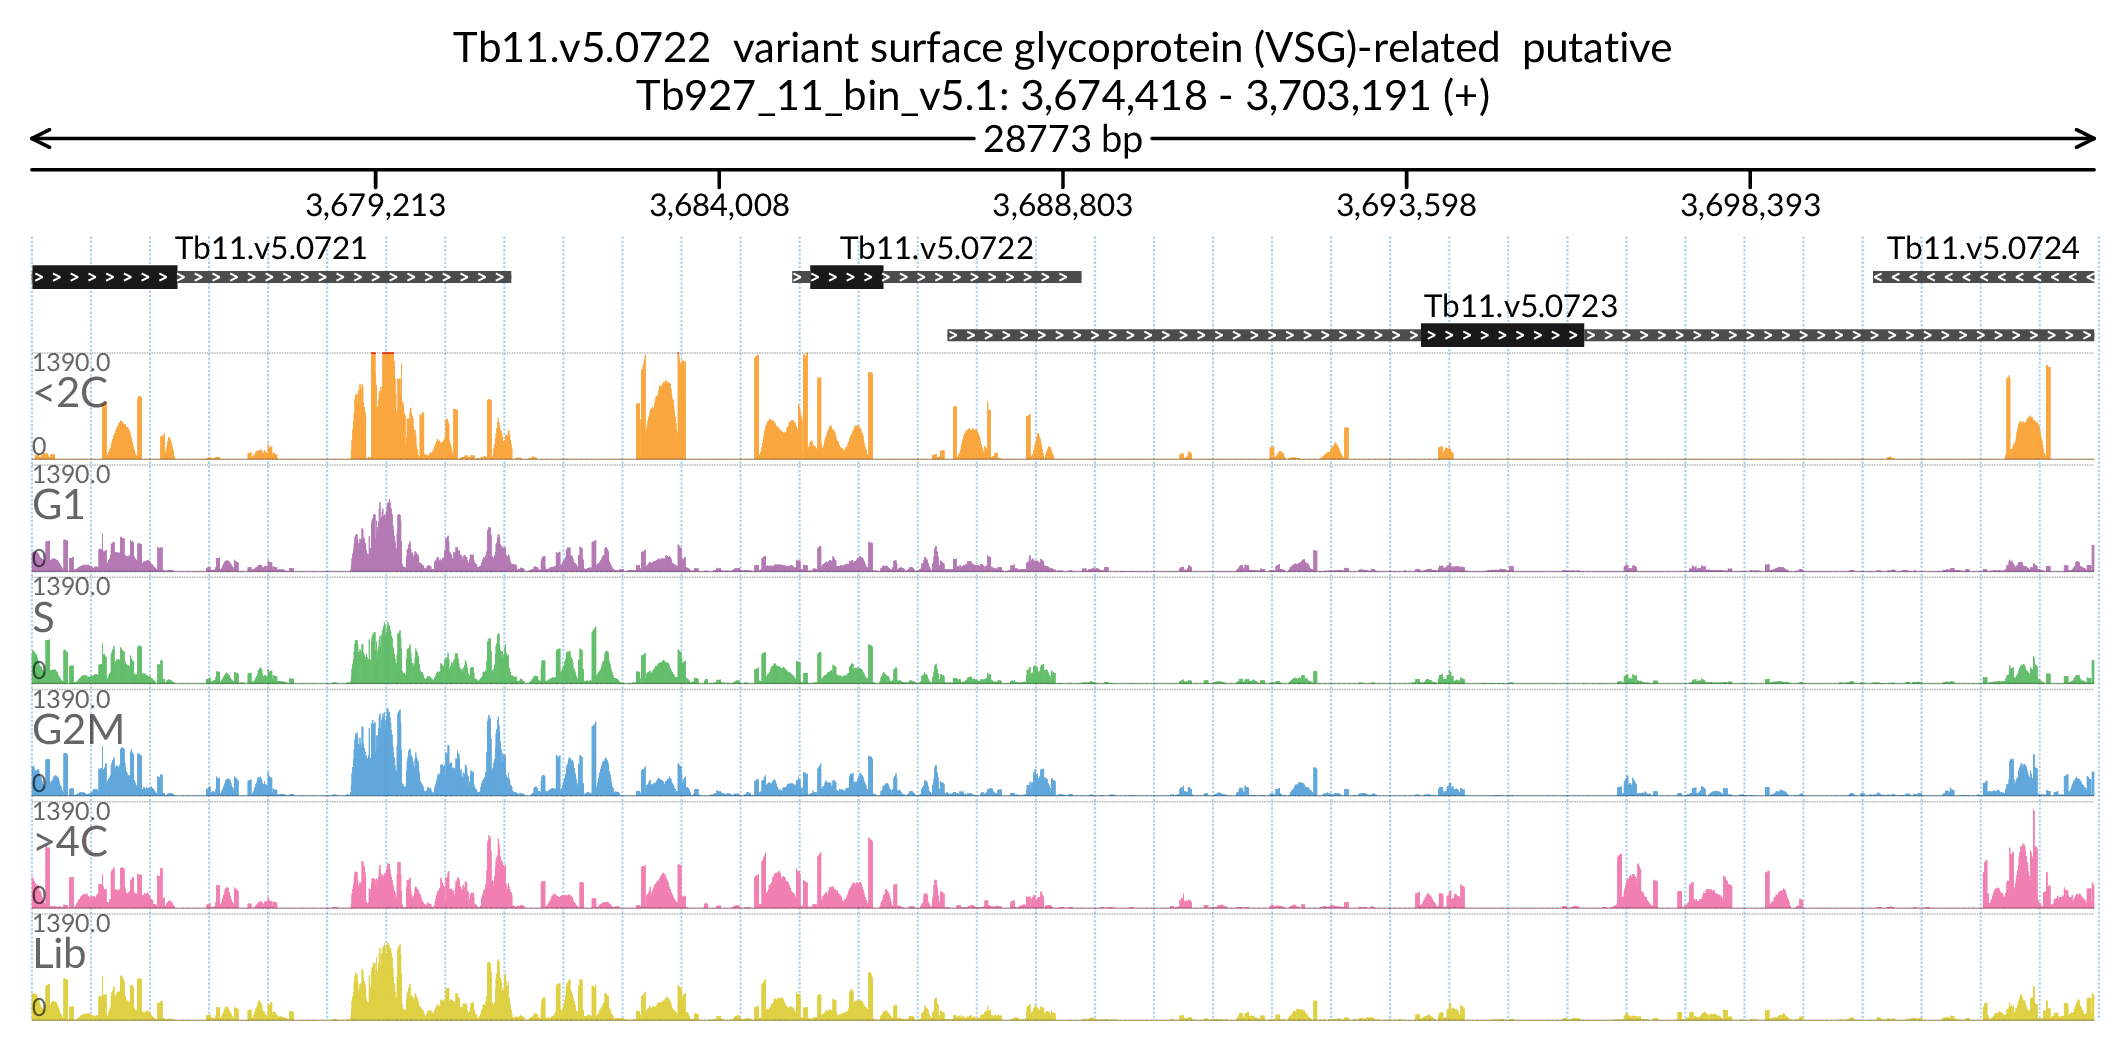 Tb11.v5.0722  variant surface glycoprotein (VSG)-related  putative
Tb927_11_bin_v5.1: 3,674,418 - 3,703,191 (+)
28773 bp
3,679,213 3,684,008 3,688,803 3,693,598 3,698,393
Tb11.v5.0721 Tb11.v5.0722 Tb11.v5.0724
Tb11.v5.0723
1390.0
<2C
0
1390.0
G1
0
1390.0
S
0
1390.0
G2M
0
1390.0
>4C
0
1390.0
Lib
0